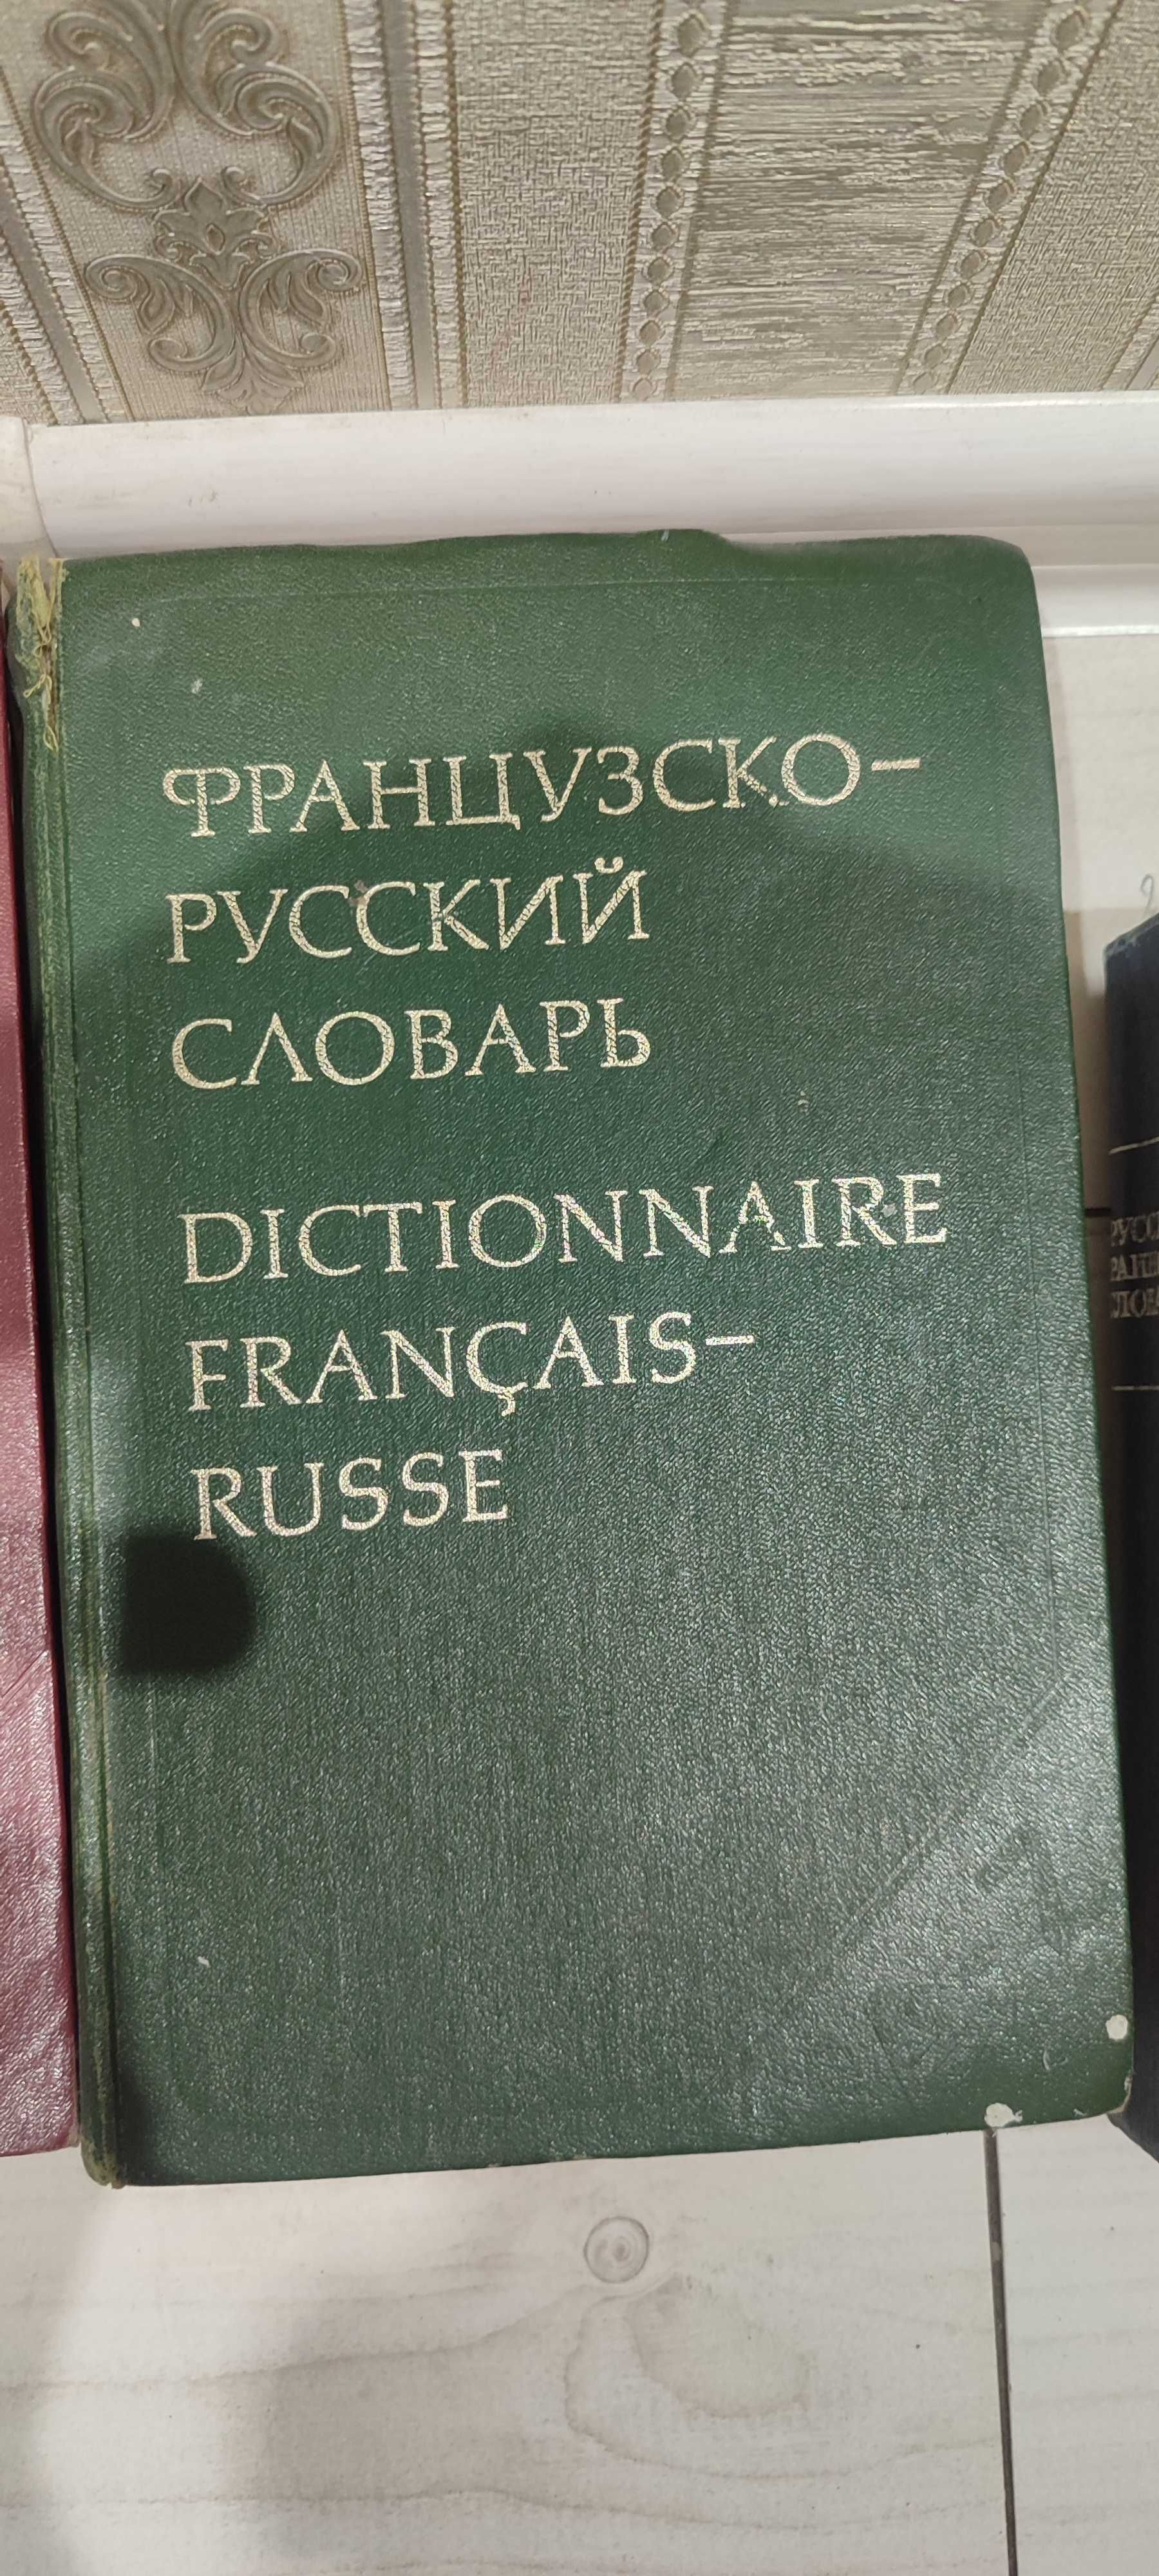 ФРАНЦУЗСКО-
РУССКИЙ
СЛОВАРЬ
DICTIONNAIRE
FRANÇAIS-
RUSSE